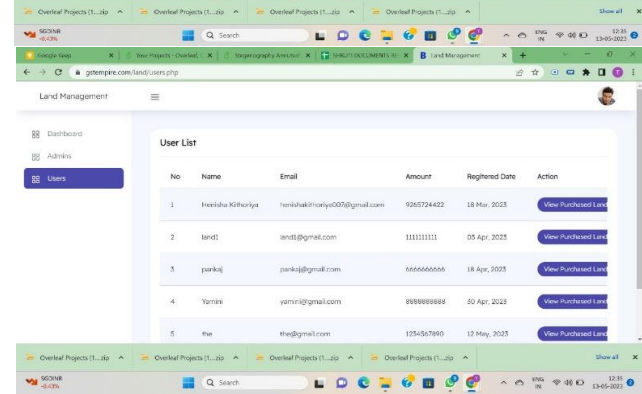 Overleaf Projects (1....zip Overleaf Projects (1....zip Overleaf Projects (1....zip Overleaf Projects (1....zip Show all
SGDINR
-0.43%
Search
ENG
IN
12:35
13-05-2023
Google Keep Your Projects - Overleaf, Land Management
gstempire.com/land/users.php
Land Management
Dashboard
Admins
Users
User List
No Name Email Amount Regitered Date Action
1 Henisha Kithoriya henishakithoriya007@gmail.com 9265724422 18 Mar, 2023 View Purchased Land
2 land1 land1@gmail.com 1111111111 03 Apr, 2023 View Purchased Land
3 pankaj pankaj@gmail.com 6666666666 18 Apr, 2023 View Purchased Land
4 Yamini yamini@gmail.com 8888888888 30 Apr, 2023 View Purchased Land
5 the the@gmail.com 1234567890 12 May, 2023 View Purchased Land
Overleaf Projects (1....zip Overleaf Projects (1....zip Overleaf Projects (1....zip Overleaf Projects (1....zip Show all
SGDINR
-0.43%
Search
ENG
IN
12:35
13-05-2023